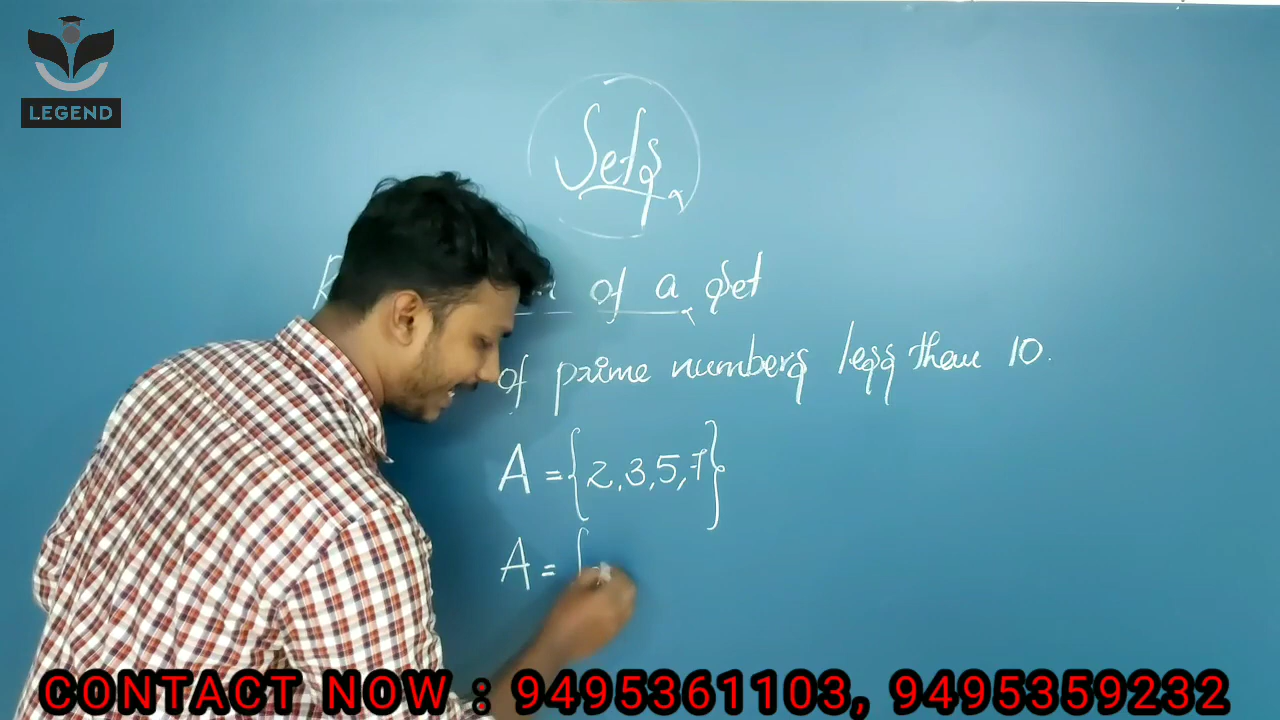 LEGEND
Sets
of a Set
of prime numbers less than 10.
A = {2,3,5,7}
A = {
CONTACT NOW : 9495361103, 9495359232